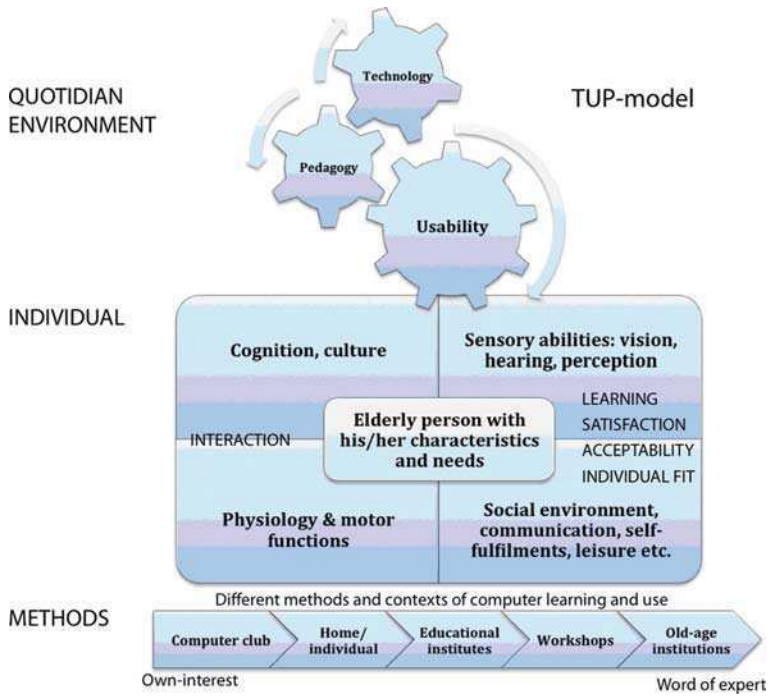 Technology
QUOTIDIAN
ENVIRONMENT
TUP-model
Pedagogy
Usability
INDIVIDUAL
Cognition, culture
Sensory abilities: vision,
hearing, perception
LEARNING
SATISFACTION
ACCEPTABILITY
INDIVIDUAL FIT
INTERACTION
Elderly person with
his/her characteristics
and needs
Physiology & motor
functions
Social environment,
communication, self-
fulfilments, leisure etc.
Different methods and contexts of computer learning and use
METHODS
Computer club
Home/
individual
Educational
institutes
Workshops
Old-age
institutions
Own-interest
Word of expert